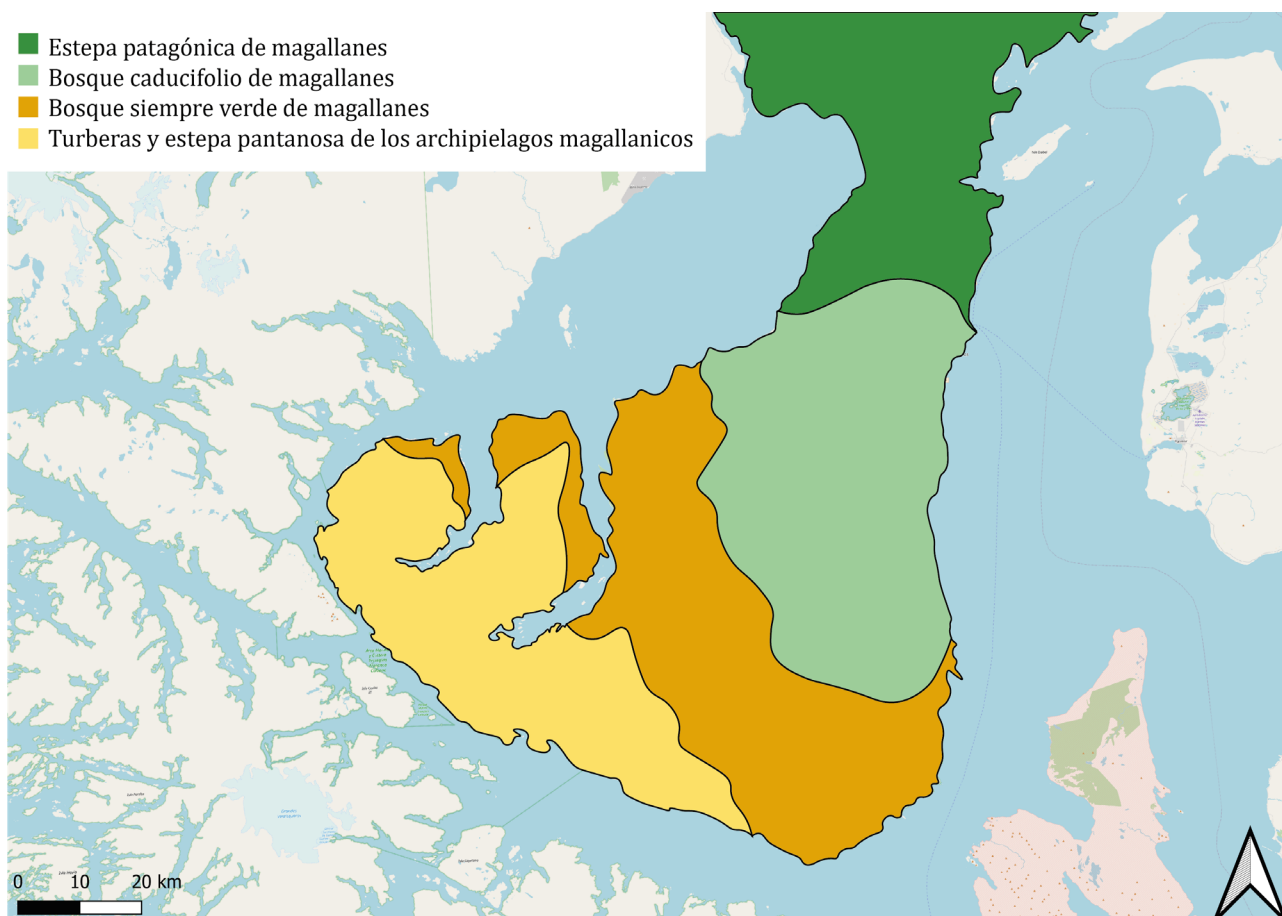 Estepa patagónica de magallanes
Bosque caducifolio de magallanes
Bosque siempre verde de magallanes
Turberas y estepa pantanosa de los archipielagos magallanicos
0 10 20 km